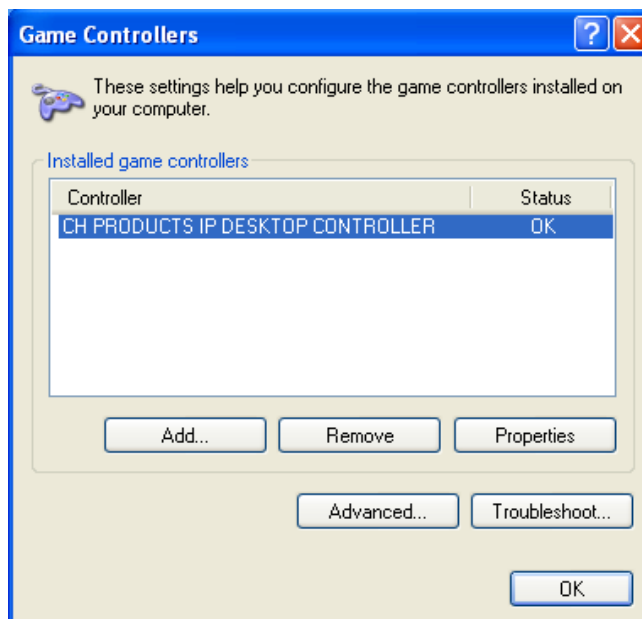 Game Controllers
These settings help you configure the game controllers installed on
your computer.
Installed game controllers
Controller Status
CH PRODUCTS IP DESKTOP CONTROLLER OK
Add... Remove Properties
Advanced... Troubleshoot...
OK